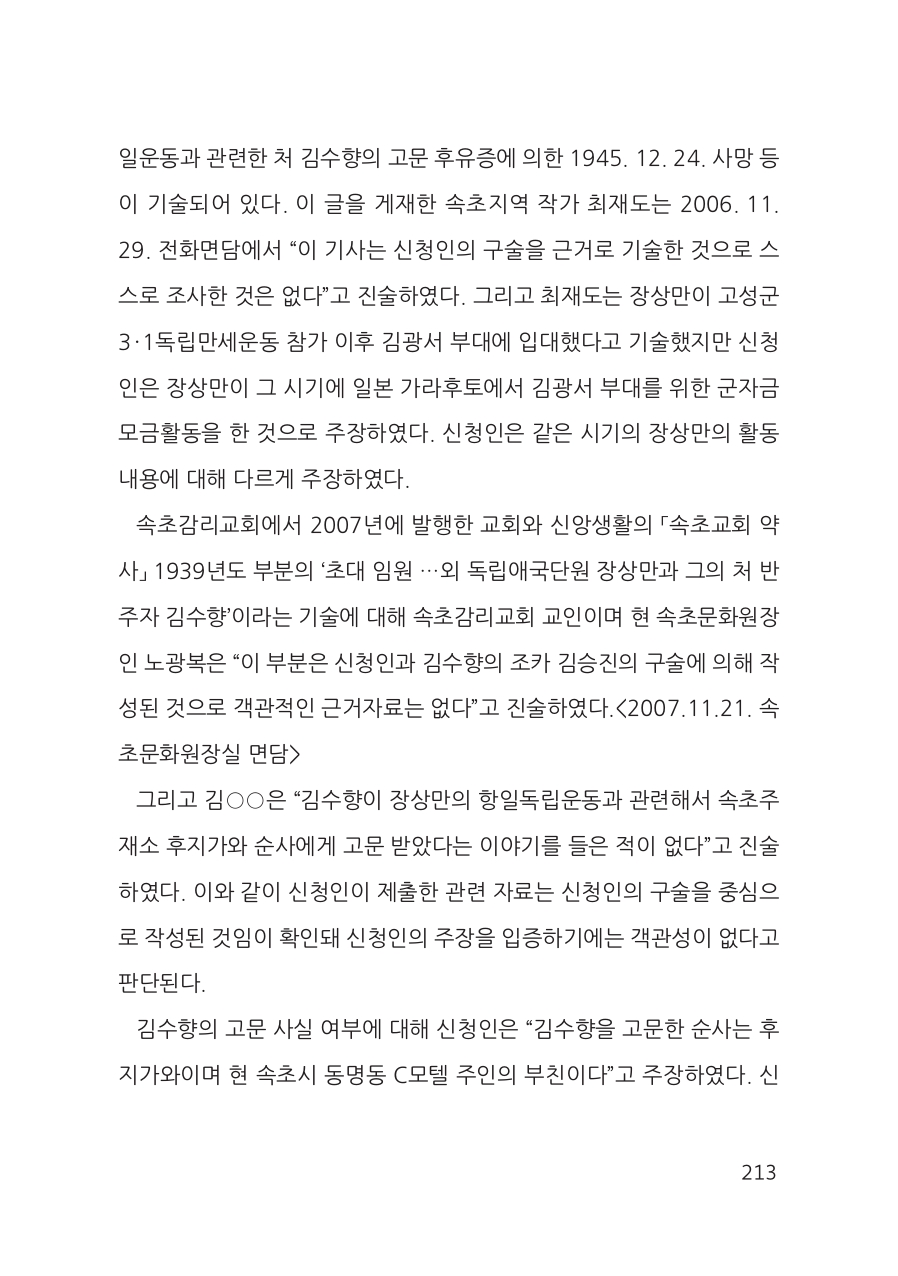 일운동과 관련한 처 김수향의 고문 후유증에 의한 1945. 12. 24. 사망 등
이 기술되어 있다. 이 글을 게재한 속초지역 작가 최재도는 2006. 11.
29. 전화면담에서 “이 기사는 신청인의 구술을 근거로 기술한 것으로 스
스로 조사한 것은 없다”고 진술하였다. 그리고 최재도는 장상만이 고성군
3·1독립만세운동 참가 이후 김광서 부대에 입대했다고 기술했지만 신청
인은 장상만이 그 시기에 일본 가라후토에서 김광서 부대를 위한 군자금
모금활동을 한 것으로 주장하였다. 신청인은 같은 시기의 장상만의 활동
내용에 대해 다르게 주장하였다.
속초감리교회에서 2007년에 발행한 교회와 신앙생활의 「속초교회 약
사」 1939년도 부분의 ‘초대 임원 …외 독립애국단원 장상만과 그의 처 반
주자 김수향’이라는 기술에 대해 속초감리교회 교인이며 현 속초문화원장
인 노광복은 “이 부분은 신청인과 김수향의 조카 김승진의 구술에 의해 작
성된 것으로 객관적인 근거자료는 없다”고 진술하였다.<2007.11.21. 속
초문화원장실 면담>
그리고 김○○은 “김수향이 장상만의 항일독립운동과 관련해서 속초주
재소 후지가와 순사에게 고문 받았다는 이야기를 들은 적이 없다”고 진술
하였다. 이와 같이 신청인이 제출한 관련 자료는 신청인의 구술을 중심으
로 작성된 것임이 확인돼 신청인의 주장을 입증하기에는 객관성이 없다고
판단된다.
김수향의 고문 사실 여부에 대해 신청인은 “김수향을 고문한 순사는 후
지가와이며 현 속초시 동명동 C모텔 주인의 부친이다”고 주장하였다. 신
213